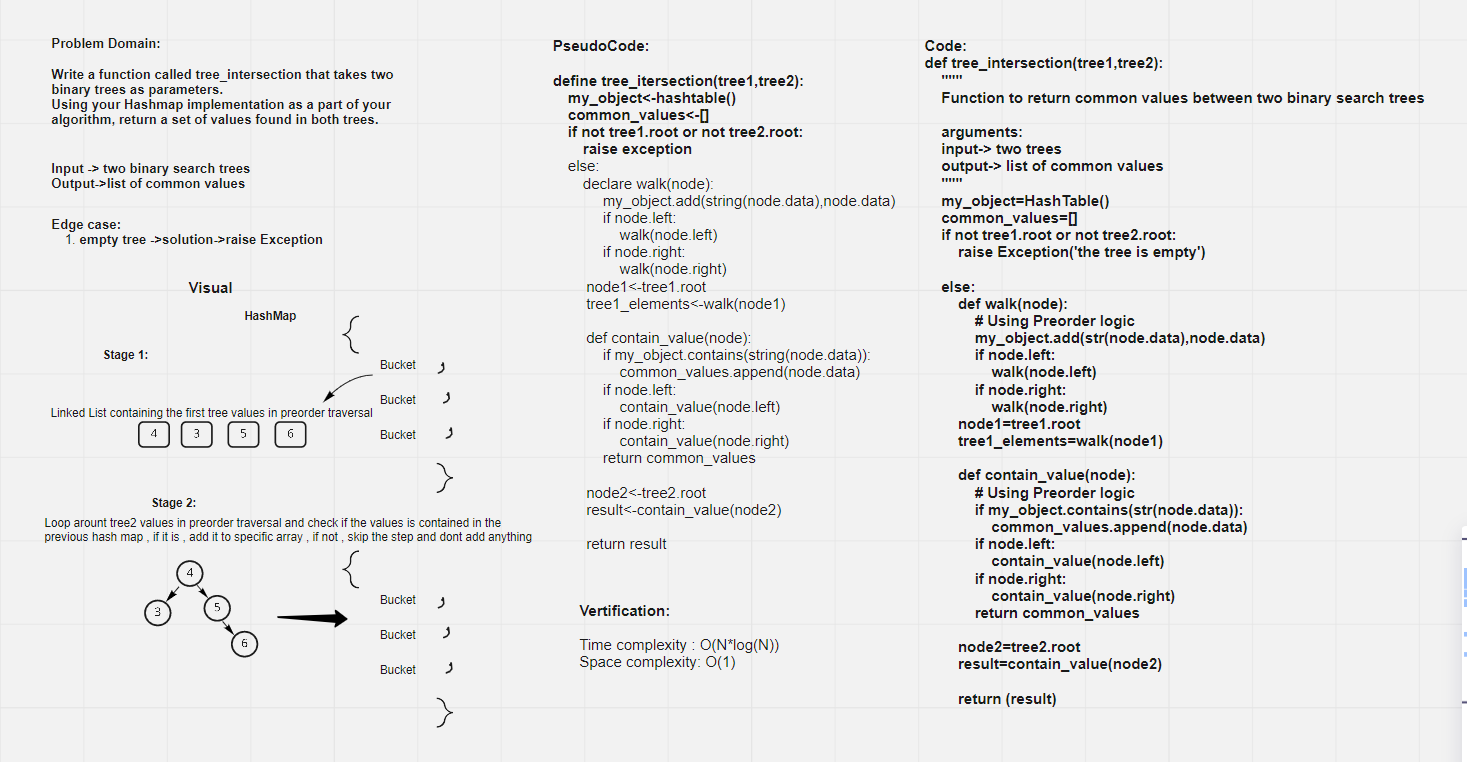 Problem Domain:
Write a function called tree_intersection that takes two
binary trees as parameters.
Using your Hashmap implementation as a part of your
algorithm, return a set of values found in both trees.
Input -> two binary search trees
Output->list of common values
Edge case:
1. empty tree ->solution->raise Exception
Visual
HashMap
Stage 1:
Bucket
Bucket
Linked List containing the first tree values in preorder traversal
4 3 5 6
Bucket
Stage 2:
Loop arount tree2 values in preorder traversal and check if the values is contained in the
previous hash map , if it is , add it to specific array , if not , skip the step and dont add anything
4
3 5
6
Bucket
Bucket
Bucket
PseudoCode:
define tree_itersection(tree1,tree2):
my_object<-hashtable()
common_values<-[]
if not tree1.root or not tree2.root:
raise exception
else:
declare walk(node):
my_object.add(string(node.data),node.data)
if node.left:
walk(node.left)
if node.right:
walk(node.right)
node1<-tree1.root
tree1_elements<-walk(node1)
def contain_value(node):
if my_object.contains(string(node.data)):
common_values.append(node.data)
if node.left:
contain_value(node.left)
if node.right:
contain_value(node.right)
return common_values
node2<-tree2.root
result<-contain_value(node2)
return result
Vertification:
Time complexity : O(N*log(N))
Space complexity: O(1)
Code:
def tree_intersection(tree1,tree2):
"""
Function to return common values between two binary search trees
arguments:
input-> two trees
output-> list of common values
"""
my_object=HashTable()
common_values=[]
if not tree1.root or not tree2.root:
raise Exception('the tree is empty')
else:
def walk(node):
# Using Preorder logic
my_object.add(str(node.data),node.data)
if node.left:
walk(node.left)
if node.right:
walk(node.right)
node1=tree1.root
tree1_elements=walk(node1)
def contain_value(node):
# Using Preorder logic
if my_object.contains(str(node.data)):
common_values.append(node.data)
if node.left:
contain_value(node.left)
if node.right:
contain_value(node.right)
return common_values
node2=tree2.root
result=contain_value(node2)
return (result)